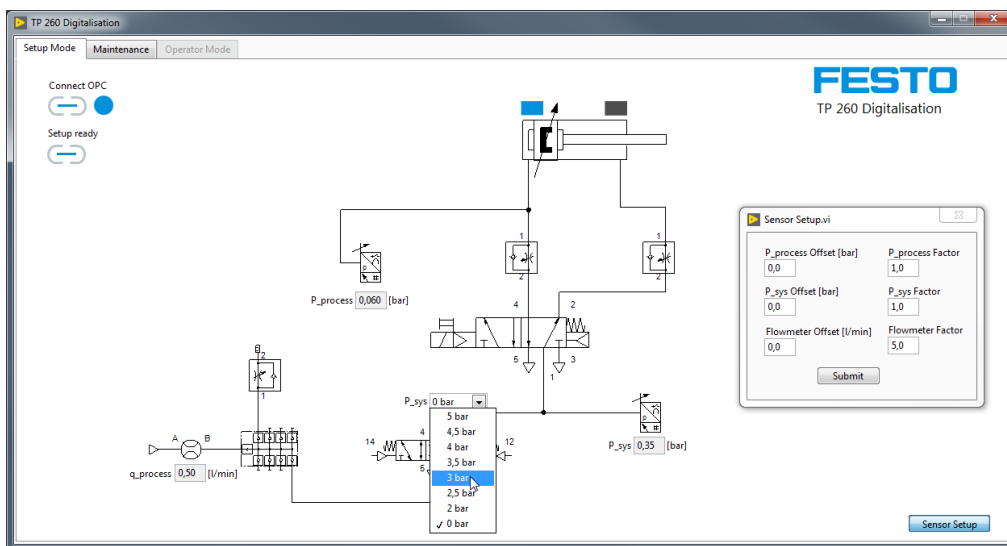 TP 260 Digitalisation
Setup Mode
Maintenance
Operator Mode
Connect OPC
Setup ready
FESTO
TP 260 Digitalisation
1
2
1
2
P_process 0,060 [bar]
4
2
5
3
1
2
1
A
B
q_process 0,50 [l/min]
P_sys 0 bar
5 bar
4,5 bar
4 bar
3,5 bar
3 bar
2,5 bar
2 bar
✓ 0 bar
14
4
5
12
P_sys 0,35 [bar]
Sensor Setup.vi
P_process Offset [bar] P_process Factor
0,0 1,0
P_sys Offset [bar] P_sys Factor
0,0 1,0
Flowmeter Offset [l/min] Flowmeter Factor
0,0 5,0
Submit
Sensor Setup